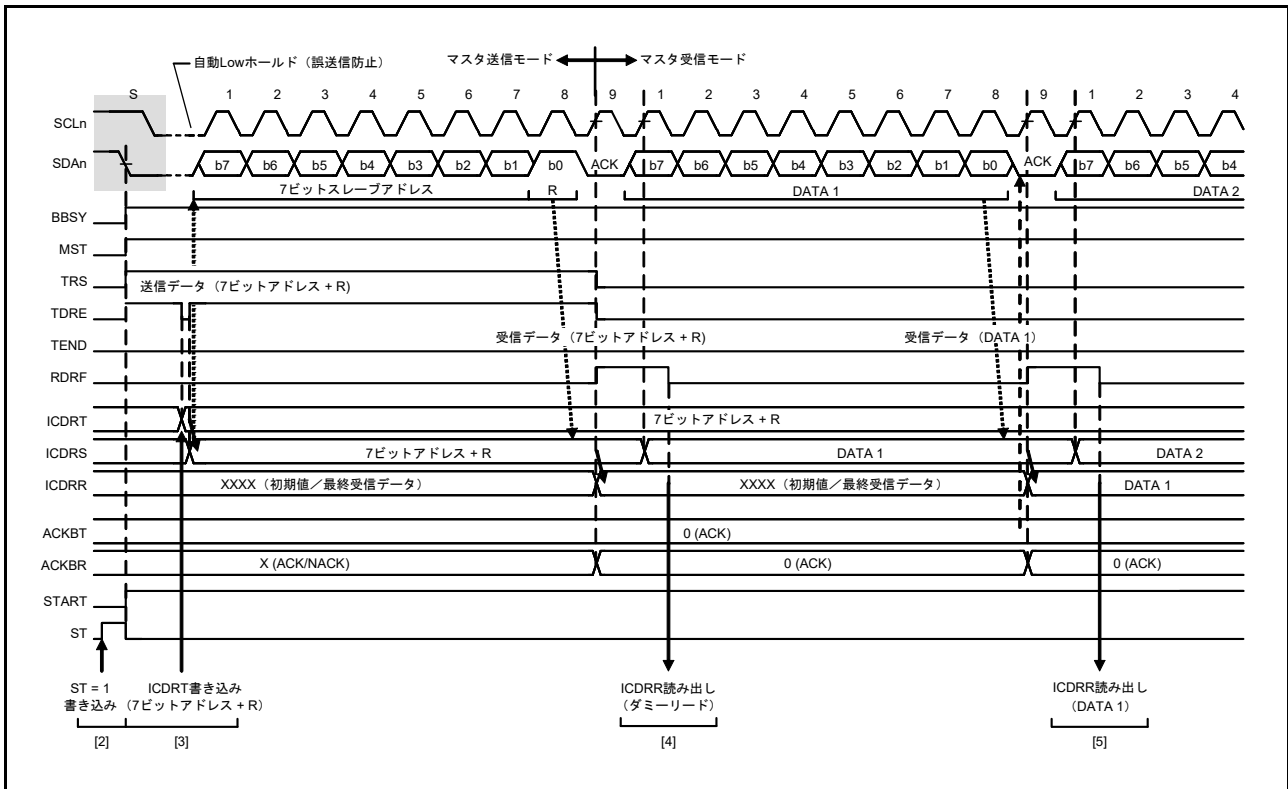 自動Lowホールド（誤送信防止）
マスタ送信モード
マスタ受信モード
S 1 2 3 4 5 6 7 8 9 1 2 3 4 5 6 7 8 9 1 2 3 4
SCLn
SDAn b7 b6 b5 b4 b3 b2 b1 b0 ACK b7 b6 b5 b4 b3 b2 b1 b0 ACK b7 b6 b5 b4
7ビットスレーブアドレス R DATA 1 DATA 2
BBSY
MST
TRS
送信データ（7ビットアドレス + R)
TDRE
受信データ（7ビットアドレス + R) 受信データ（DATA 1）
TEND
RDRF
ICDRT 7ビットアドレス + R
ICDRS 7ビットアドレス + R DATA 1 DATA 2
ICDRR XXXX（初期値／最終受信データ） XXXX（初期値／最終受信データ） DATA 1
ACKBT 0 (ACK)
ACKBR X (ACK/NACK) 0 (ACK) 0 (ACK)
START
ST
ST = 1
書き込み
ICDRT書き込み
（7ビットアドレス + R）
ICDRR読み出し
（ダミーリード）
ICDRR読み出し
（DATA 1）
[2] [3] [4] [5]